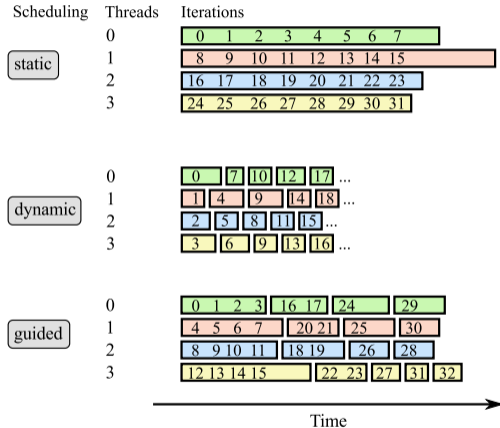 Scheduling Threads Iterations
0 0 1 2 3 4 5 6 7
static 1 8 9 10 11 12 13 14 15
2 16 17 18 19 20 21 22 23
3 24 25 26 27 28 29 30 31
0 0 7 10 12 17 ...
dynamic 1 1 4 9 14 18 ...
2 2 5 8 11 15 ...
3 3 6 9 13 16 ...
0 0 1 2 3 16 17 24 29
guided 1 4 5 6 7 20 21 25 30
2 8 9 10 11 18 19 26 28
3 12 13 14 15 22 23 27 31 32
Time